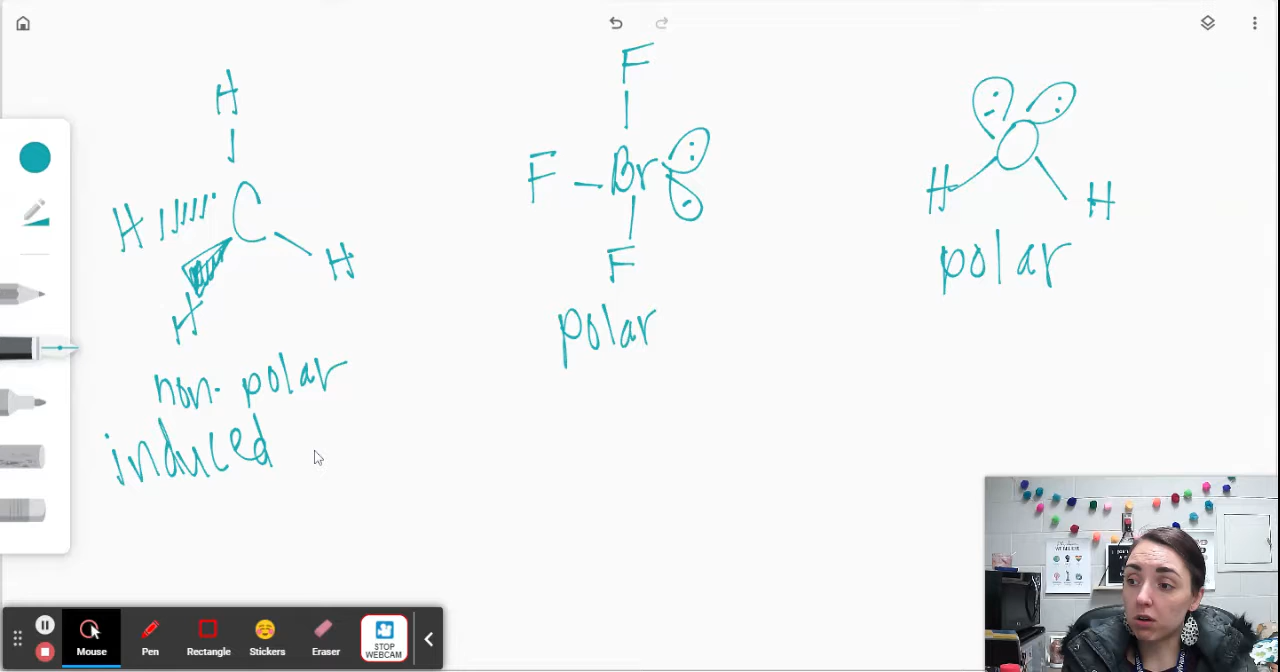 H
H C H
H
non-polar
induced
F
F - Br
F
polar
O
H H
polar
Mouse Pen Rectangle Stickers Eraser STOP
WEBCAM